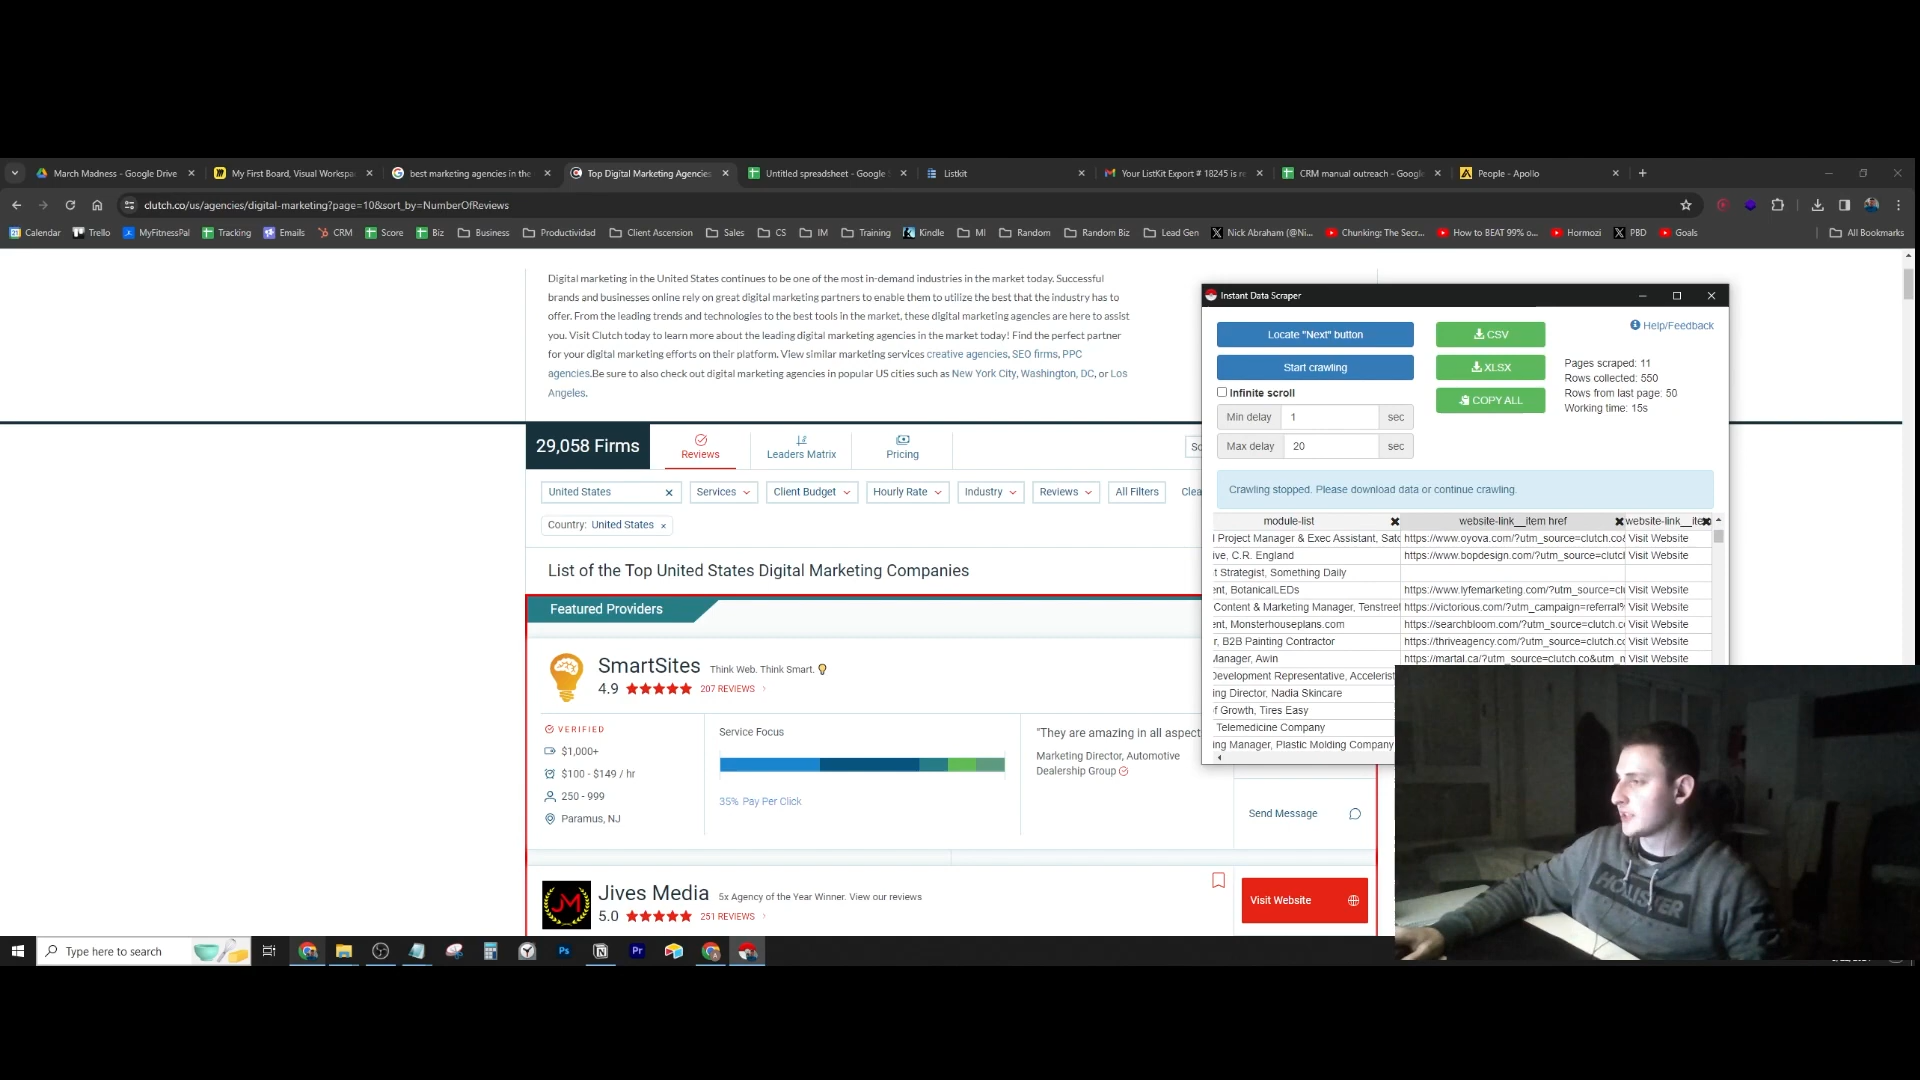 March Madness - Google Drive
My First Board, Visual Workspa
best marketing agencies in the
Top Digital Marketing Agencies
Untitled spreadsheet - Google S
Listkit
Your ListKit Export # 18245 is re
CRM manual outreach - Google
People - Apollo
clutch.co/us/agencies/digital-marketing?page=10&sort_by=NumberOfReviews
Calendar
Trello
MyFitnessPal
Tracking
Emails
CRM
Score
Biz
Business
Productividad
Client Ascension
Sales
CS
IM
Training
Kindle
MI
Random
Random Biz
Lead Gen
Nick Abraham (@Ni...
Chunking: The Secr...
How to BEAT 99% o...
Hormozi
PBD
Goals
All Bookmarks
Digital marketing in the United States continues to be one of the most in-demand industries in the market today. Successful
brands and businesses online rely on great digital marketing partners to enable them to utilize the best that the industry has to
offer. From the leading trends and technologies to the best tools in the market, these digital marketing agencies are here to assist
you. Visit Clutch today to learn more about the leading digital marketing agencies in the market today! Find the perfect partner
for your digital marketing efforts on their platform. View similar marketing services creative agencies, SEO firms, PPC
agencies.Be sure to also check out digital marketing agencies in popular US cities such as New York City, Washington, DC, or Los
Angeles.
29,058 Firms
Reviews
Leaders Matrix
Pricing
So
United States
Services
Client Budget
Hourly Rate
Industry
Reviews
All Filters
Clea
Country: United States
List of the Top United States Digital Marketing Companies
Featured Providers
SmartSites
Think Web. Think Smart.
4.9
207 REVIEWS
VERIFIED
$1,000+
$100 - $149 / hr
250 - 999
Paramus, NJ
Service Focus
35% Pay Per Click
"They are amazing in all aspect
Marketing Director, Automotive
Dealership Group
Send Message
Jives Media
5x Agency of the Year Winner. View our reviews
5.0
251 REVIEWS
JM
Visit Website
Instant Data Scraper
Locate "Next" button
Start crawling
Infinite scroll
Min delay 1 sec
Max delay 20 sec
CSV
XLSX
COPY ALL
Help/Feedback
Pages scraped: 11
Rows collected: 550
Rows from last page: 50
Working time: 15s
Crawling stopped. Please download data or continue crawling.
module-list
website-link__item href
website-link__ite
l Project Manager & Exec Assistant, Sato
https://www.oyova.com/?utm_source=clutch.co&
Visit Website
ive, C.R. England
https://www.bopdesign.com/?utm_source=clutcl
Visit Website
t Strategist, Something Daily
ent, BotanicalLEDs
https://www.lyfemarketing.com/?utm_source=clu
Visit Website
Content & Marketing Manager, Tenstreet
https://victorious.com/?utm_campaign=referral%
Visit Website
ent, Monsterhouseplans.com
https://searchbloom.com/?utm_source=clutch.co
Visit Website
r, B2B Painting Contractor
https://thriveagency.com/?utm_source=clutch.co
Visit Website
Manager, Awin
https://martal.ca/?utm_source=clutch.co&utm_n
Visit Website
Development Representative, Accelerist
ing Director, Nadia Skincare
f Growth, Tires Easy
Telemedicine Company
ing Manager, Plastic Molding Company
HOLLISTER
Type here to search
Ps
Pr